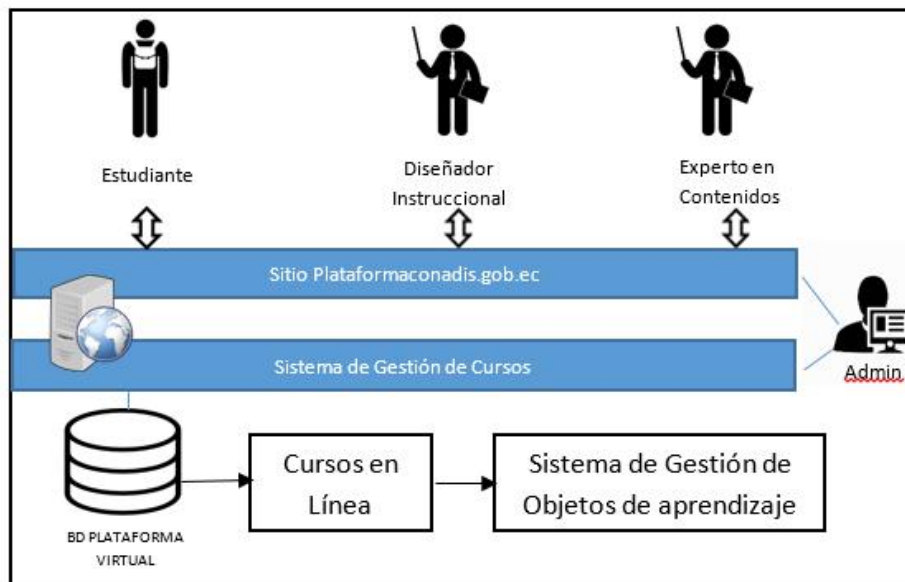 Estudiante
Diseñador
Instruccional
Experto en
Contenidos
Sitio Plataformaconadis.gob.ec
Sistema de Gestión de Cursos
Admin
BD PLATAFORMA
VIRTUAL
Cursos en
Línea
Sistema de Gestión de
Objetos de aprendizaje